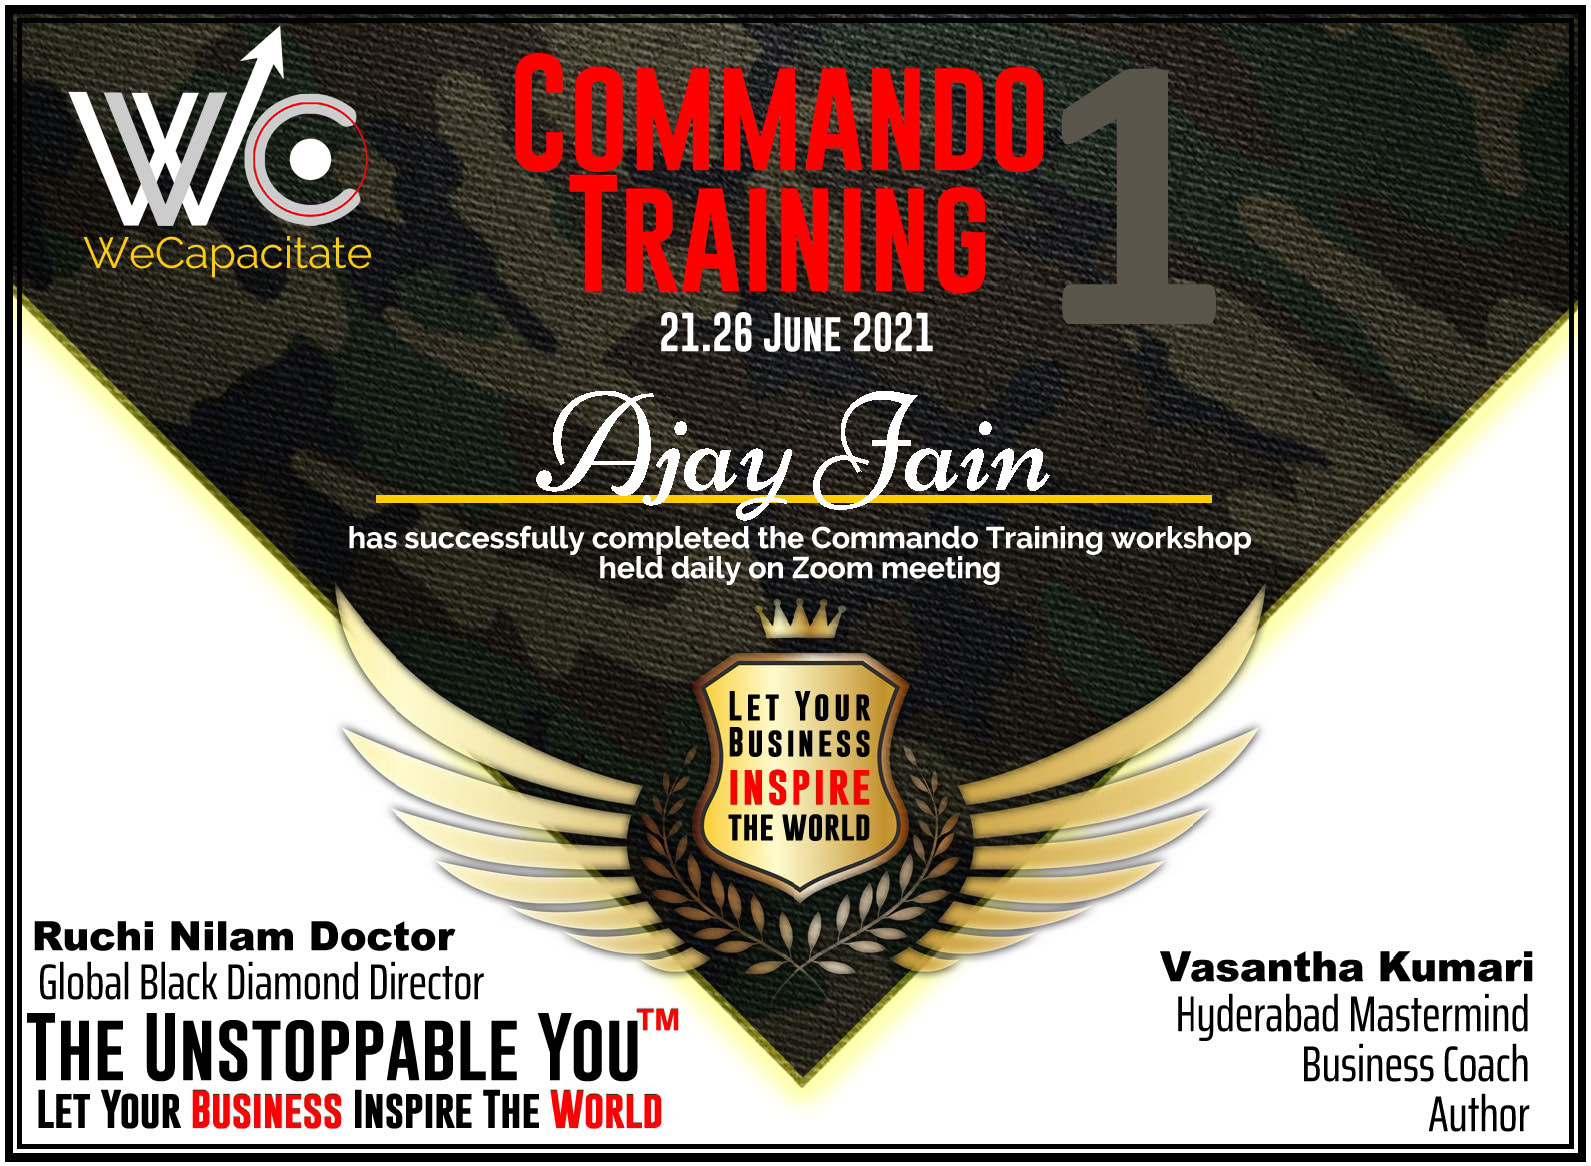 WC
WeCapacitate
COMMANDO
TRAINING
1
21.26 JUNE 2021
Ajay Jain
has successfully completed the Commando Training workshop
held daily on Zoom meeting
LET YOUR
BUSINESS
INSPIRE
THE WORLD
Ruchi Nilam Doctor
Global Black Diamond Director
THE UNSTOPPABLE YOU™
LET YOUR BUSINESS INSPIRE THE WORLD
Vasantha Kumari
Hyderabad Mastermind
Business Coach
Author